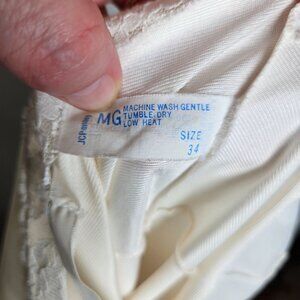 JCPenney
MG
MACHINE WASH GENTLE
TUMBLE DRY
LOW HEAT
SIZE
34